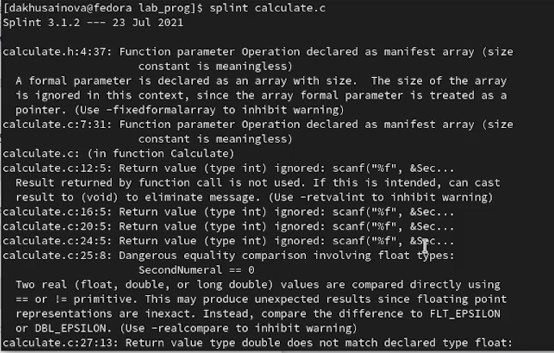 [dakhusainova@fedora lab_prog]$ splint calculate.c
Splint 3.1.2 --- 23 Jul 2021
calculate.h:4:37: Function parameter Operation declared as manifest array (size
constant is meaningless)
A formal parameter is declared as an array with size.  The size of the array
is ignored in this context, since the array formal parameter is treated as a
pointer. (Use -fixedformalarray to inhibit warning)
calculate.c:7:31: Function parameter Operation declared as manifest array (size
constant is meaningless)
calculate.c: (in function Calculate)
calculate.c:12:5: Return value (type int) ignored: scanf("%f", &Sec...
Result returned by function call is not used. If this is intended, can cast
result to (void) to eliminate message. (Use -retvalint to inhibit warning)
calculate.c:16:5: Return value (type int) ignored: scanf("%f", &Sec...
calculate.c:20:5: Return value (type int) ignored: scanf("%f", &Sec...
calculate.c:24:5: Return value (type int) ignored: scanf("%f", &Sec...
calculate.c:25:8: Dangerous equality comparison involving float types:
SecondNumeral == 0
Two real (float, double, or long double) values are compared directly using
== or != primitive. This may produce unexpected results since floating point
representations are inexact. Instead, compare the difference to FLT_EPSILON
or DBL_EPSILON. (Use -realcompare to inhibit warning)
calculate.c:27:13: Return value type double does not match declared type float: